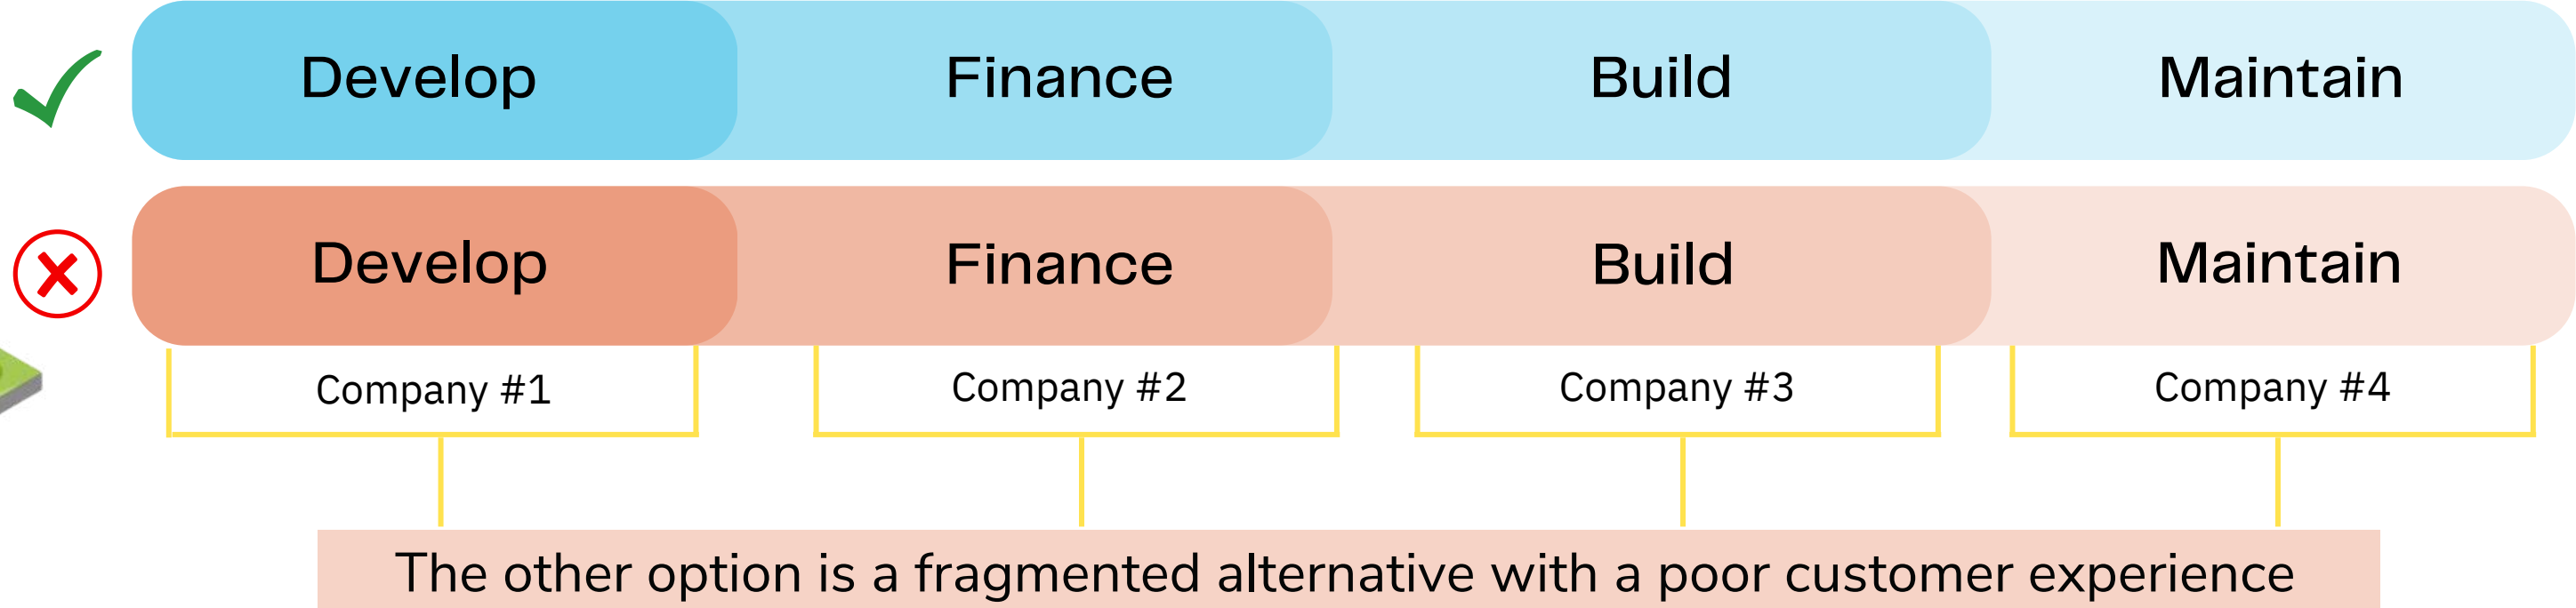 Develop Finance Build Maintain
Develop Finance Build Maintain
Company #1 Company #2 Company #3 Company #4
The other option is a fragmented alternative with a poor customer experience